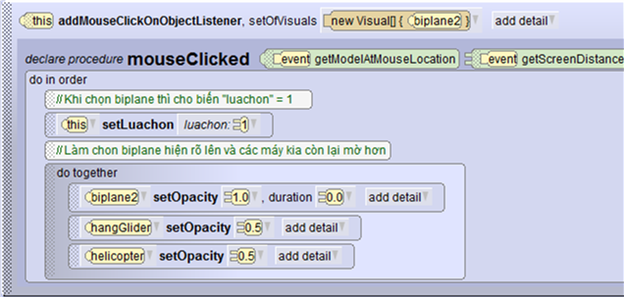 this addMouseClickOnObjectListener, setOfVisuals new Visual[] { biplane2 } add detail
declare procedure mouseClicked event getModelAtMouseLocation event getScreenDistance
do in order
//Khi chọn biplane thì cho biến "luachon" = 1
this setLuachon luachon: 1
//Làm chon biplane hiện rõ lên và các máy kia còn lại mờ hơn
do together
biplane2 setOpacity 1.0 , duration 0.0 add detail
hangGlider setOpacity 0.5 add detail
helicopter setOpacity 0.5 add detail